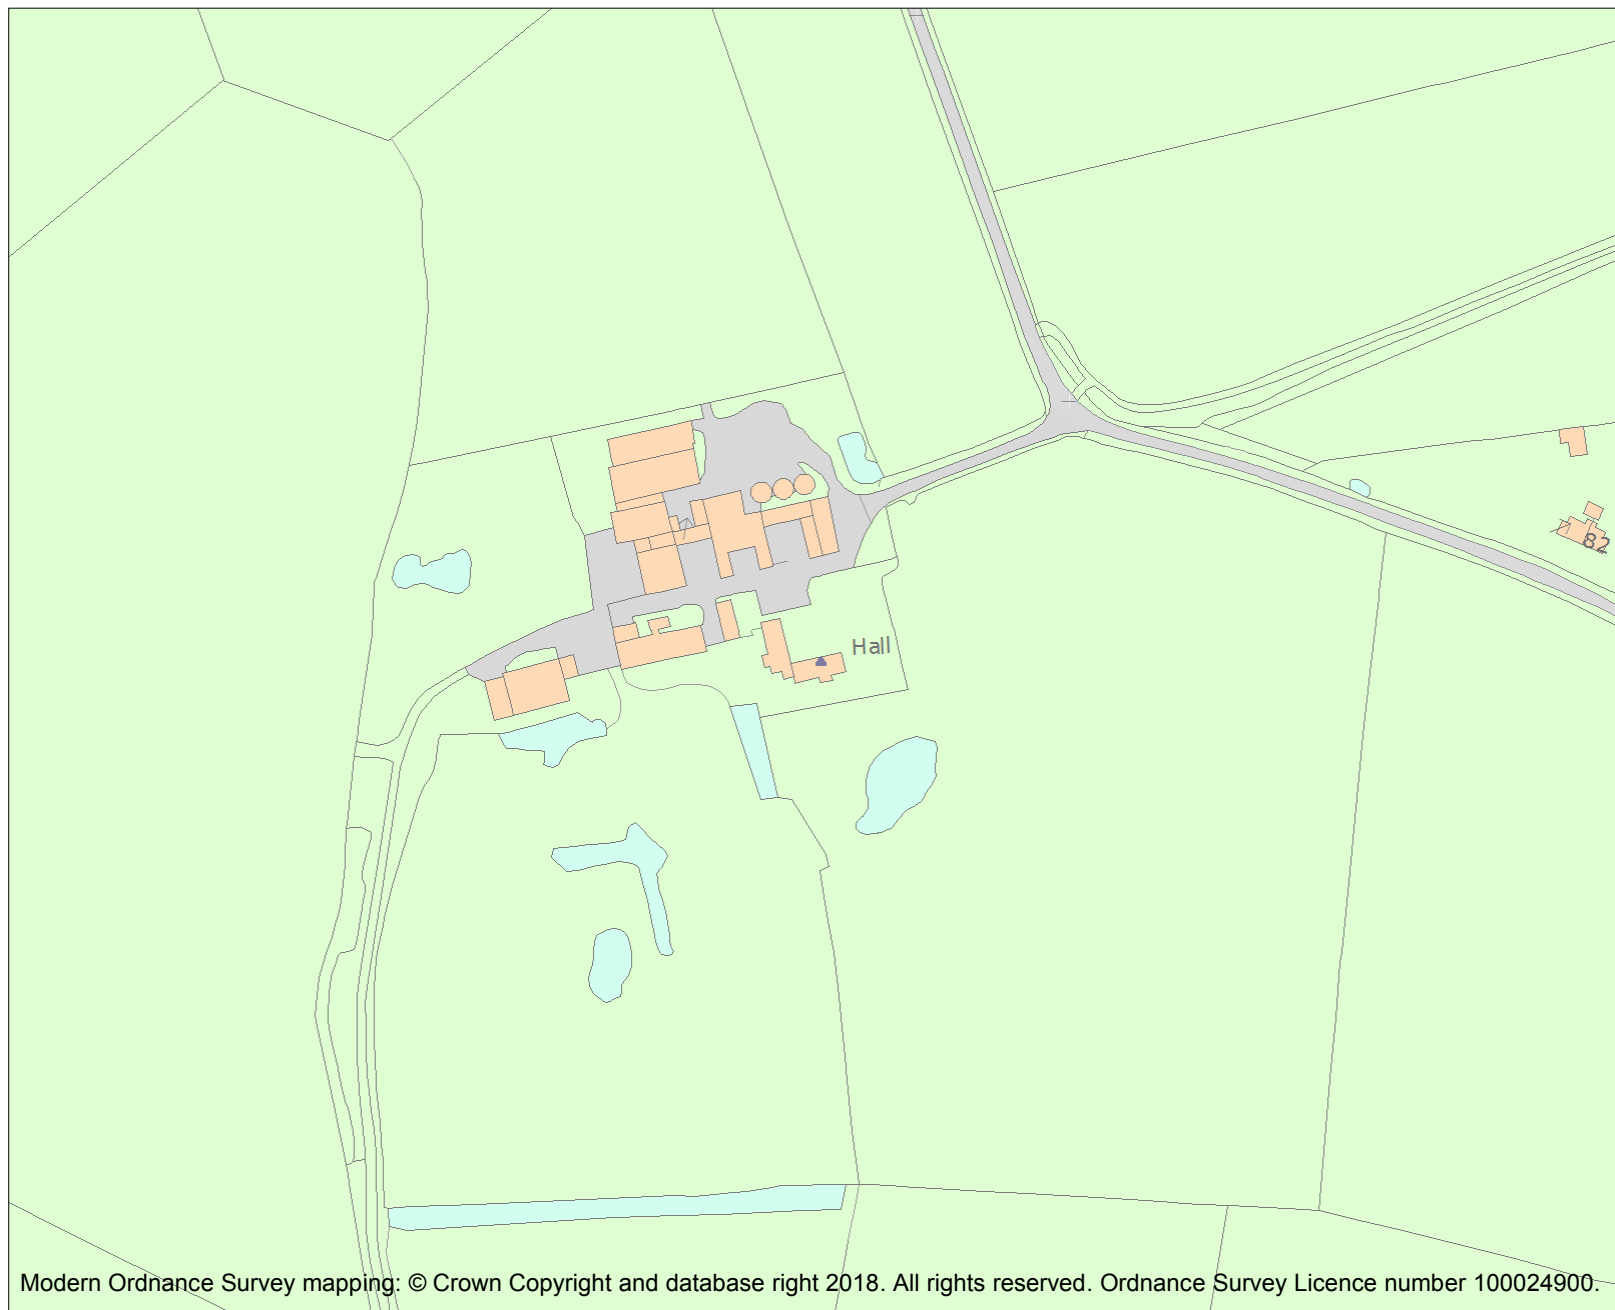 Hall
82
Modern Ordnance Survey mapping: © Crown Copyright and database right 2018. All rights reserved. Ordnance Survey Licence number 100024900.